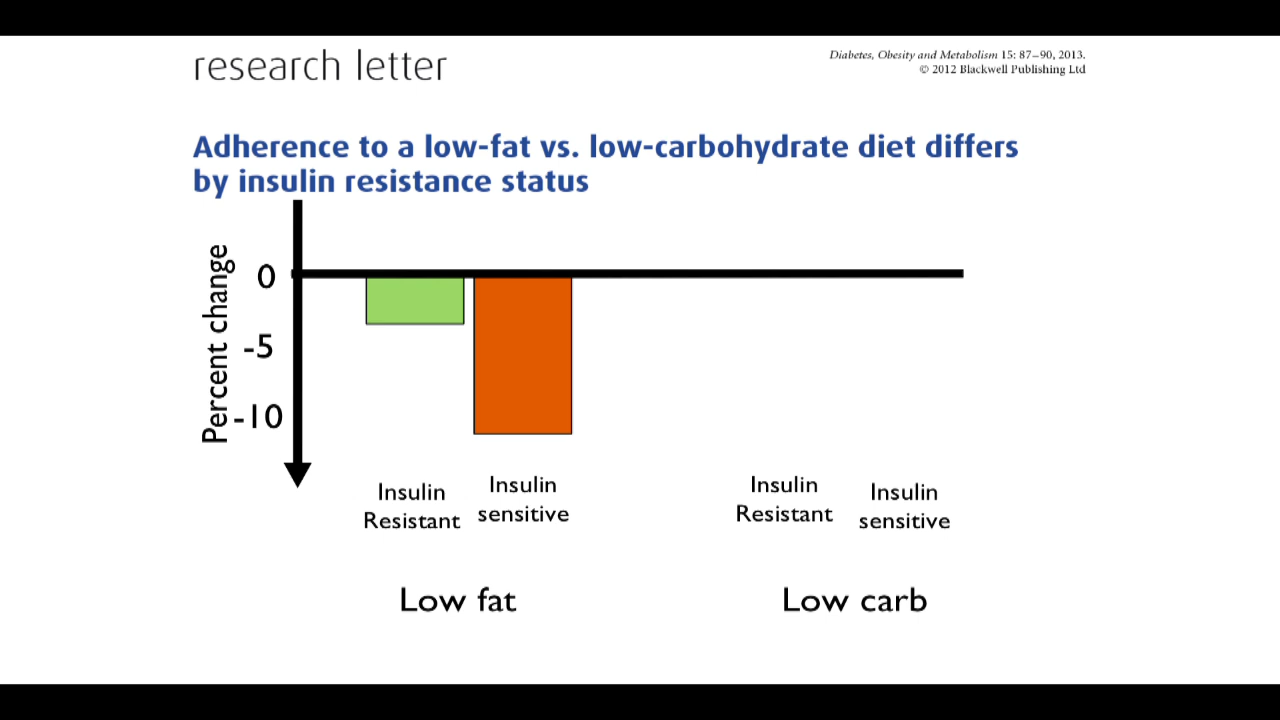 research letter
Diabetes, Obesity and Metabolism 15: 87–90, 2013.
© 2012 Blackwell Publishing Ltd
Adherence to a low-fat vs. low-carbohydrate diet differs
by insulin resistance status
Percent change
0
-5
-10
Insulin
Resistant
Insulin
sensitive
Insulin
Resistant
Insulin
sensitive
Low fat
Low carb